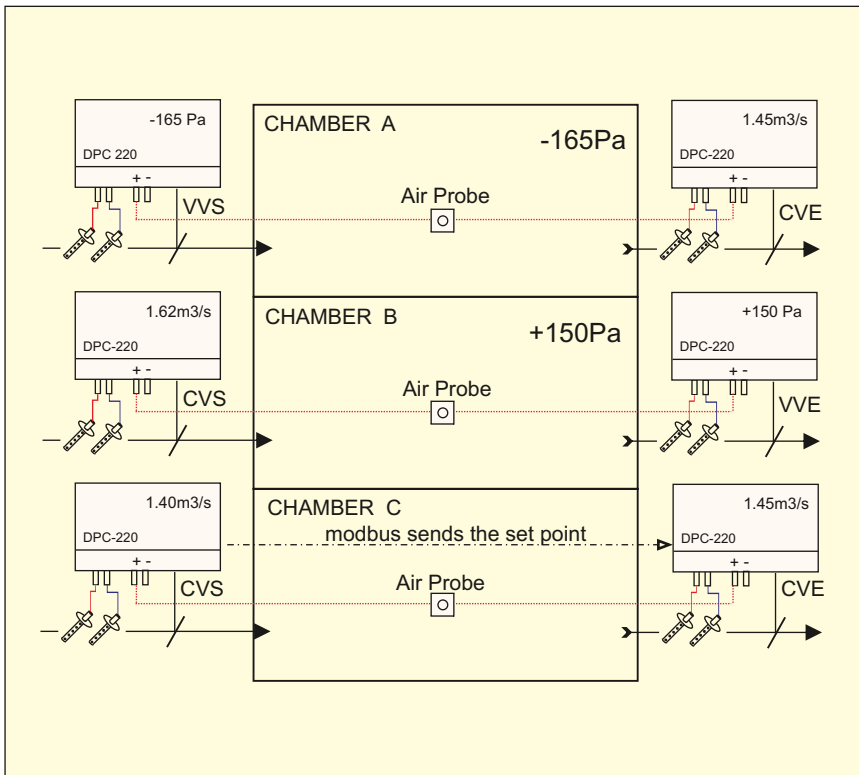 -165 Pa
DPC 220
+ -
VVS
CHAMBER A
-165Pa
Air Probe
1.45m3/s
DPC-220
+ -
CVE
1.62m3/s
DPC-220
+ -
CVS
CHAMBER B
+150Pa
Air Probe
+150 Pa
DPC-220
+ -
VVE
1.40m3/s
DPC-220
+ -
CVS
CHAMBER C
modbus sends the set point
Air Probe
1.45m3/s
DPC-220
+ -
CVE